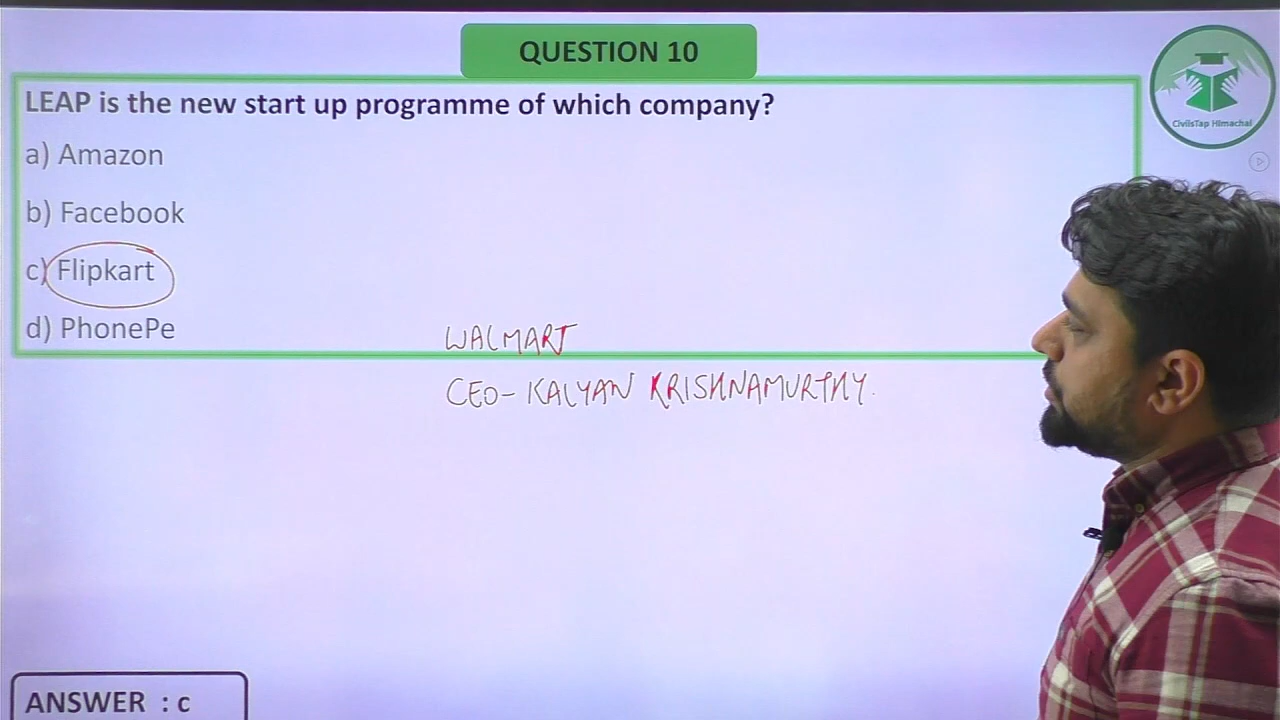 QUESTION 10
CivilsTap Himachal
LEAP is the new start up programme of which company?
a) Amazon
b) Facebook
c) Flipkart
d) PhonePe
WALMART
CEO- KALYAN KRISHNAMURTHY.
ANSWER : c